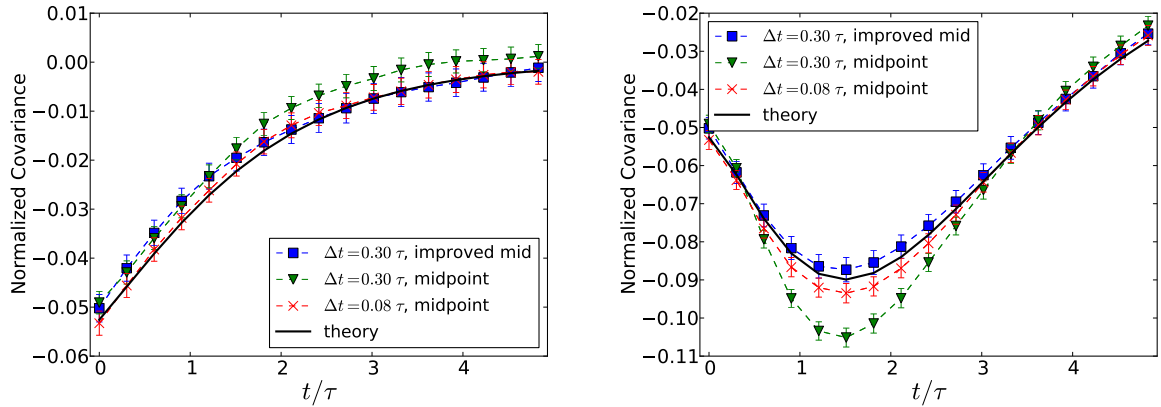 0.01
0.00
−0.01
−0.02
−0.03
−0.04
−0.05
−0.06
Normalized Covariance
Δt=0.30 τ, improved mid
Δt=0.30 τ, midpoint
Δt=0.08 τ, midpoint
theory
0 1 2 3 4
t/τ
−0.02
−0.03
−0.04
−0.05
−0.06
−0.07
−0.08
−0.09
−0.10
−0.11
Normalized Covariance
Δt=0.30 τ, improved mid
Δt=0.30 τ, midpoint
Δt=0.08 τ, midpoint
theory
0 1 2 3 4
t/τ